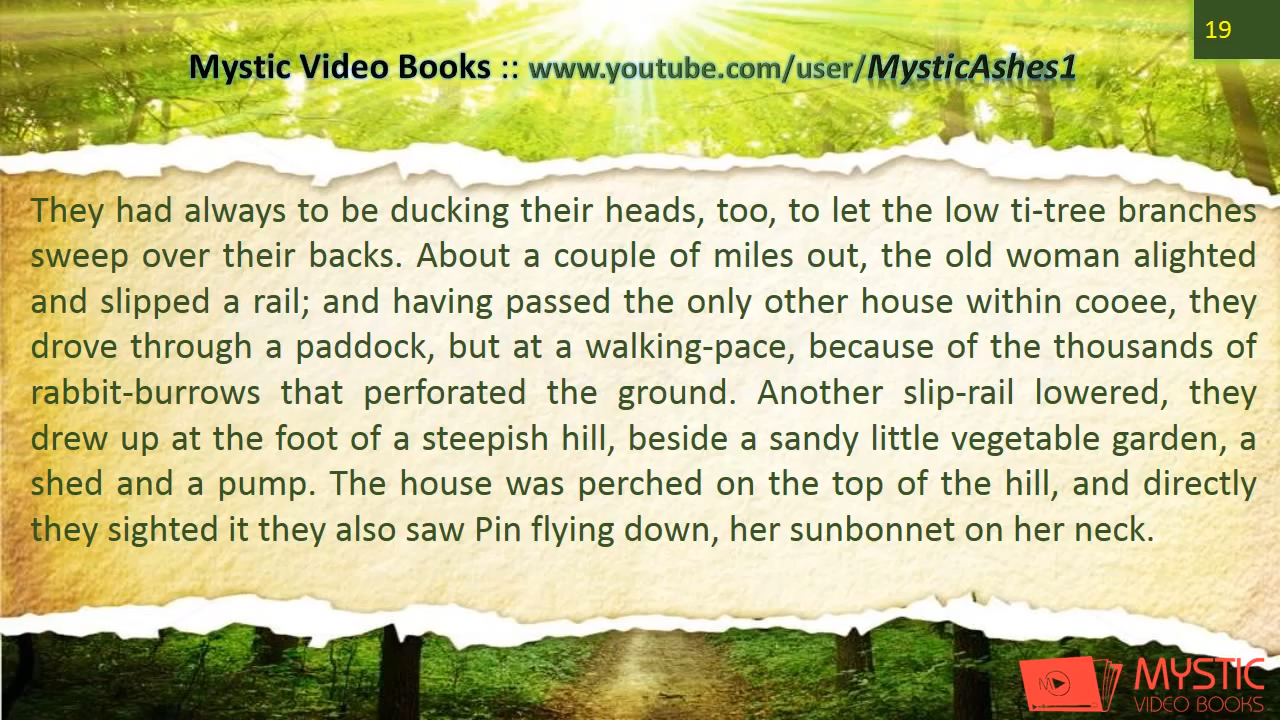 19
Mystic Video Books :: www.youtube.com/user/MysticAshes1
They had always to be ducking their heads, too, to let the low ti-tree branches
sweep over their backs. About a couple of miles out, the old woman alighted
and slipped a rail; and having passed the only other house within cooee, they
drove through a paddock, but at a walking-pace, because of the thousands of
rabbit-burrows that perforated the ground. Another slip-rail lowered, they
drew up at the foot of a steepish hill, beside a sandy little vegetable garden, a
shed and a pump. The house was perched on the top of the hill, and directly
they sighted it they also saw Pin flying down, her sunbonnet on her neck.
MYSTIC
VIDEO BOOKS